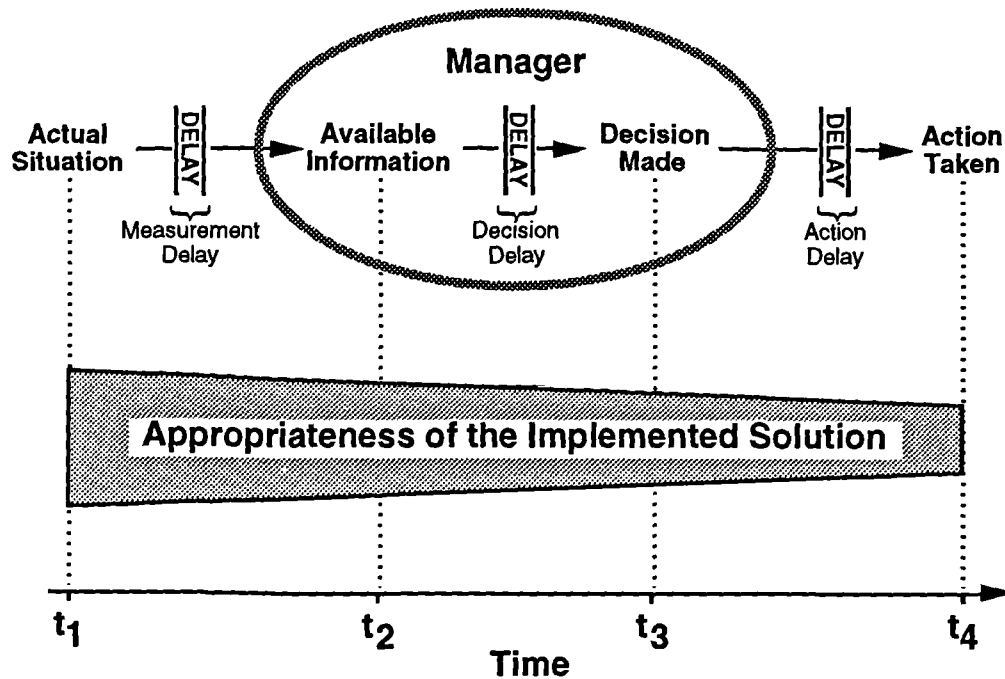 Manager
Actual
Situation
DELAY
Measurement
Delay
Available
Information
DELAY
Decision
Delay
Decision
Made
DELAY
Action
Delay
Action
Taken
Appropriateness of the Implemented Solution
t1
t2
t3
t4
Time